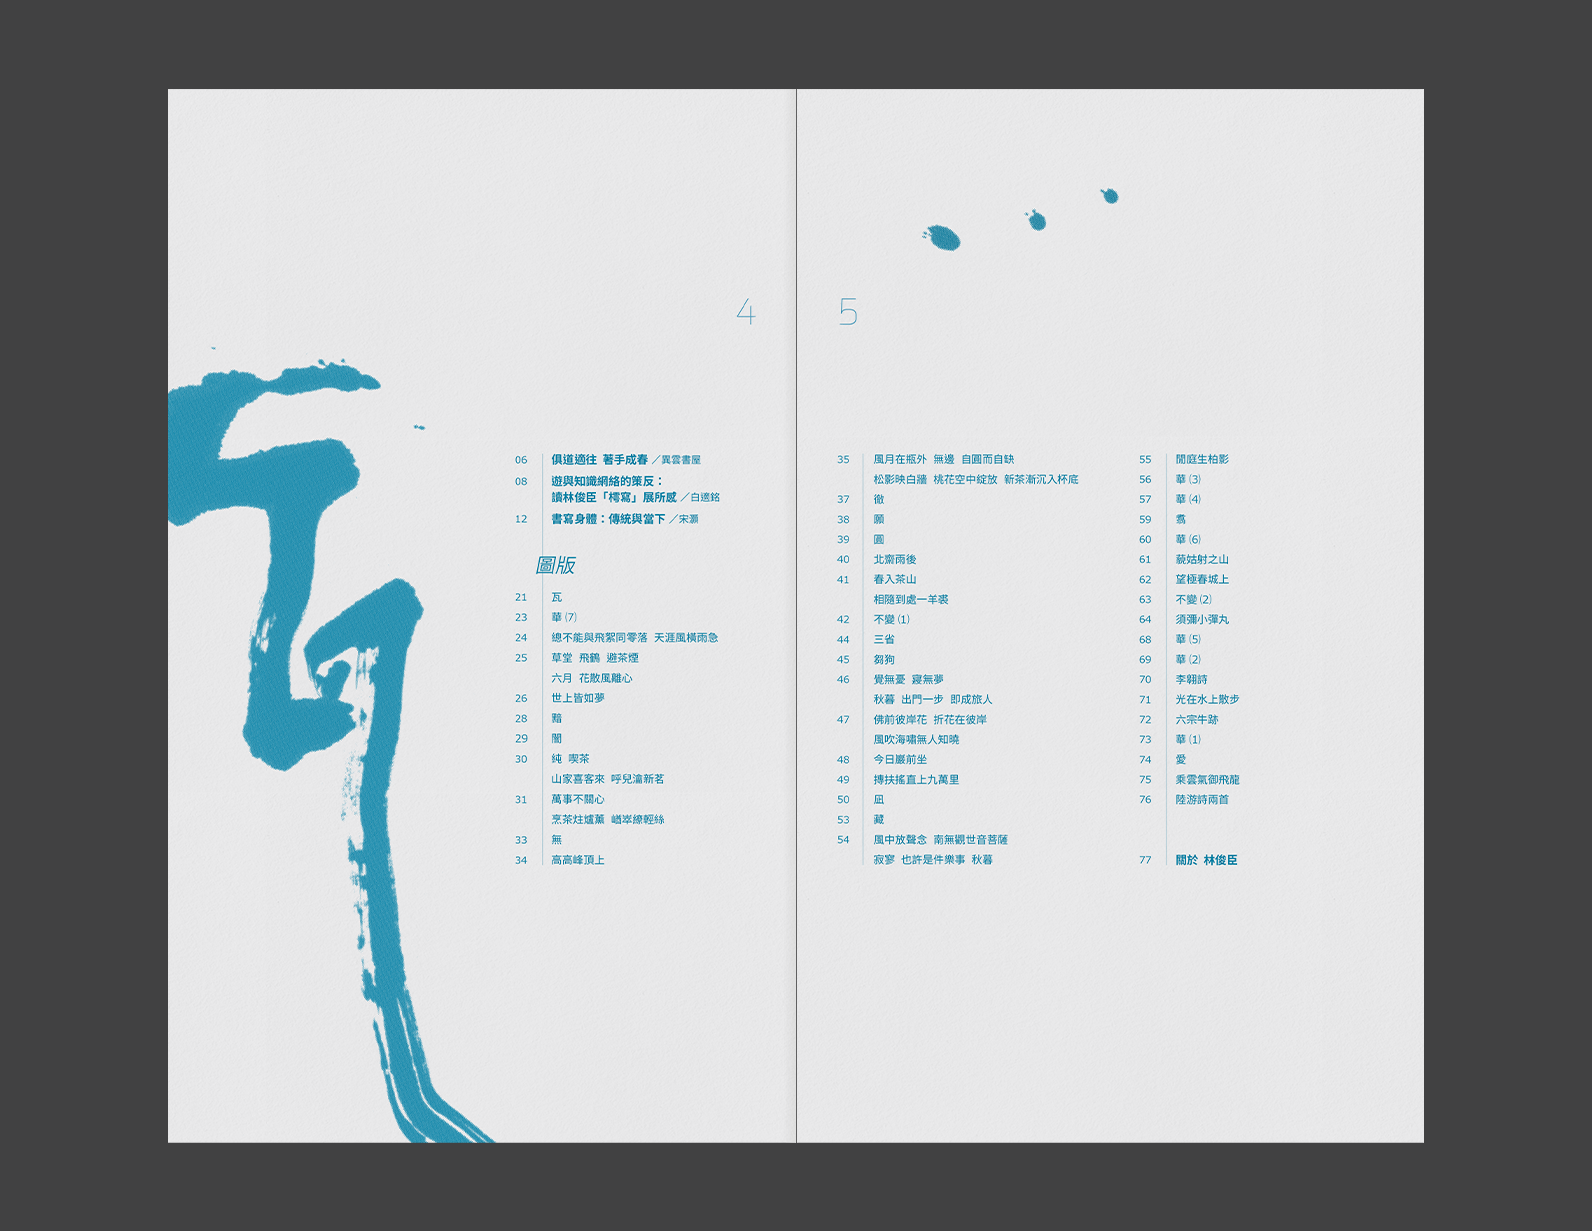 4
06 俱道適往 著手成春 ／異雲書屋
08 遊與知識網絡的策反：
讀林俊臣「樗寫」展所感 ／白適銘
12 書寫身體：傳統與當下 ／宋灝
圖版
21 瓦
23 華 (7)
24 總不能與飛絮同零落 天涯風橫雨急
25 草堂 飛鶴 避茶煙
六月 花散風離心
26 世上皆如夢
28 黯
29 闇
30 純 喫茶
山家喜客來 呼兒瀹新茗
31 萬事不關心
烹茶炷爐薰 繚輕絲
33 無
34 高高峰頂上
5
35 風月在瓶外 無邊 自圓而自缺
松影映白牆 桃花空中綻放 新茶漸沉入杯底
37 徹
38 願
39 圓
40 北齋雨後
41 春入茶山
相隨到處一羊裘
42 不變 (1)
44 三省
45 芻狗
46 覺無憂 寢無夢
秋暮 出門一步 即成旅人
47 佛前彼岸花 折花在彼岸
風吹海嘯無人知曉
48 今日巖前坐
49 摶扶搖直上九萬里
50 凪
53 藏
54 風中放聲念 南無觀世音菩薩
寂寥 也許是件樂事 秋暮
55 閒庭生柏影
56 華 (3)
57 華 (4)
59 翥
60 華 (6)
61 藐姑射之山
62 望極春城上
63 不變 (2)
64 須彌小彈丸
68 華 (5)
69 華 (2)
70 李翱詩
71 光在水上散步
72 六宗牛跡
73 華 (1)
74 愛
75 乘雲氣御飛龍
76 陸游詩兩首
77 關於 林俊臣